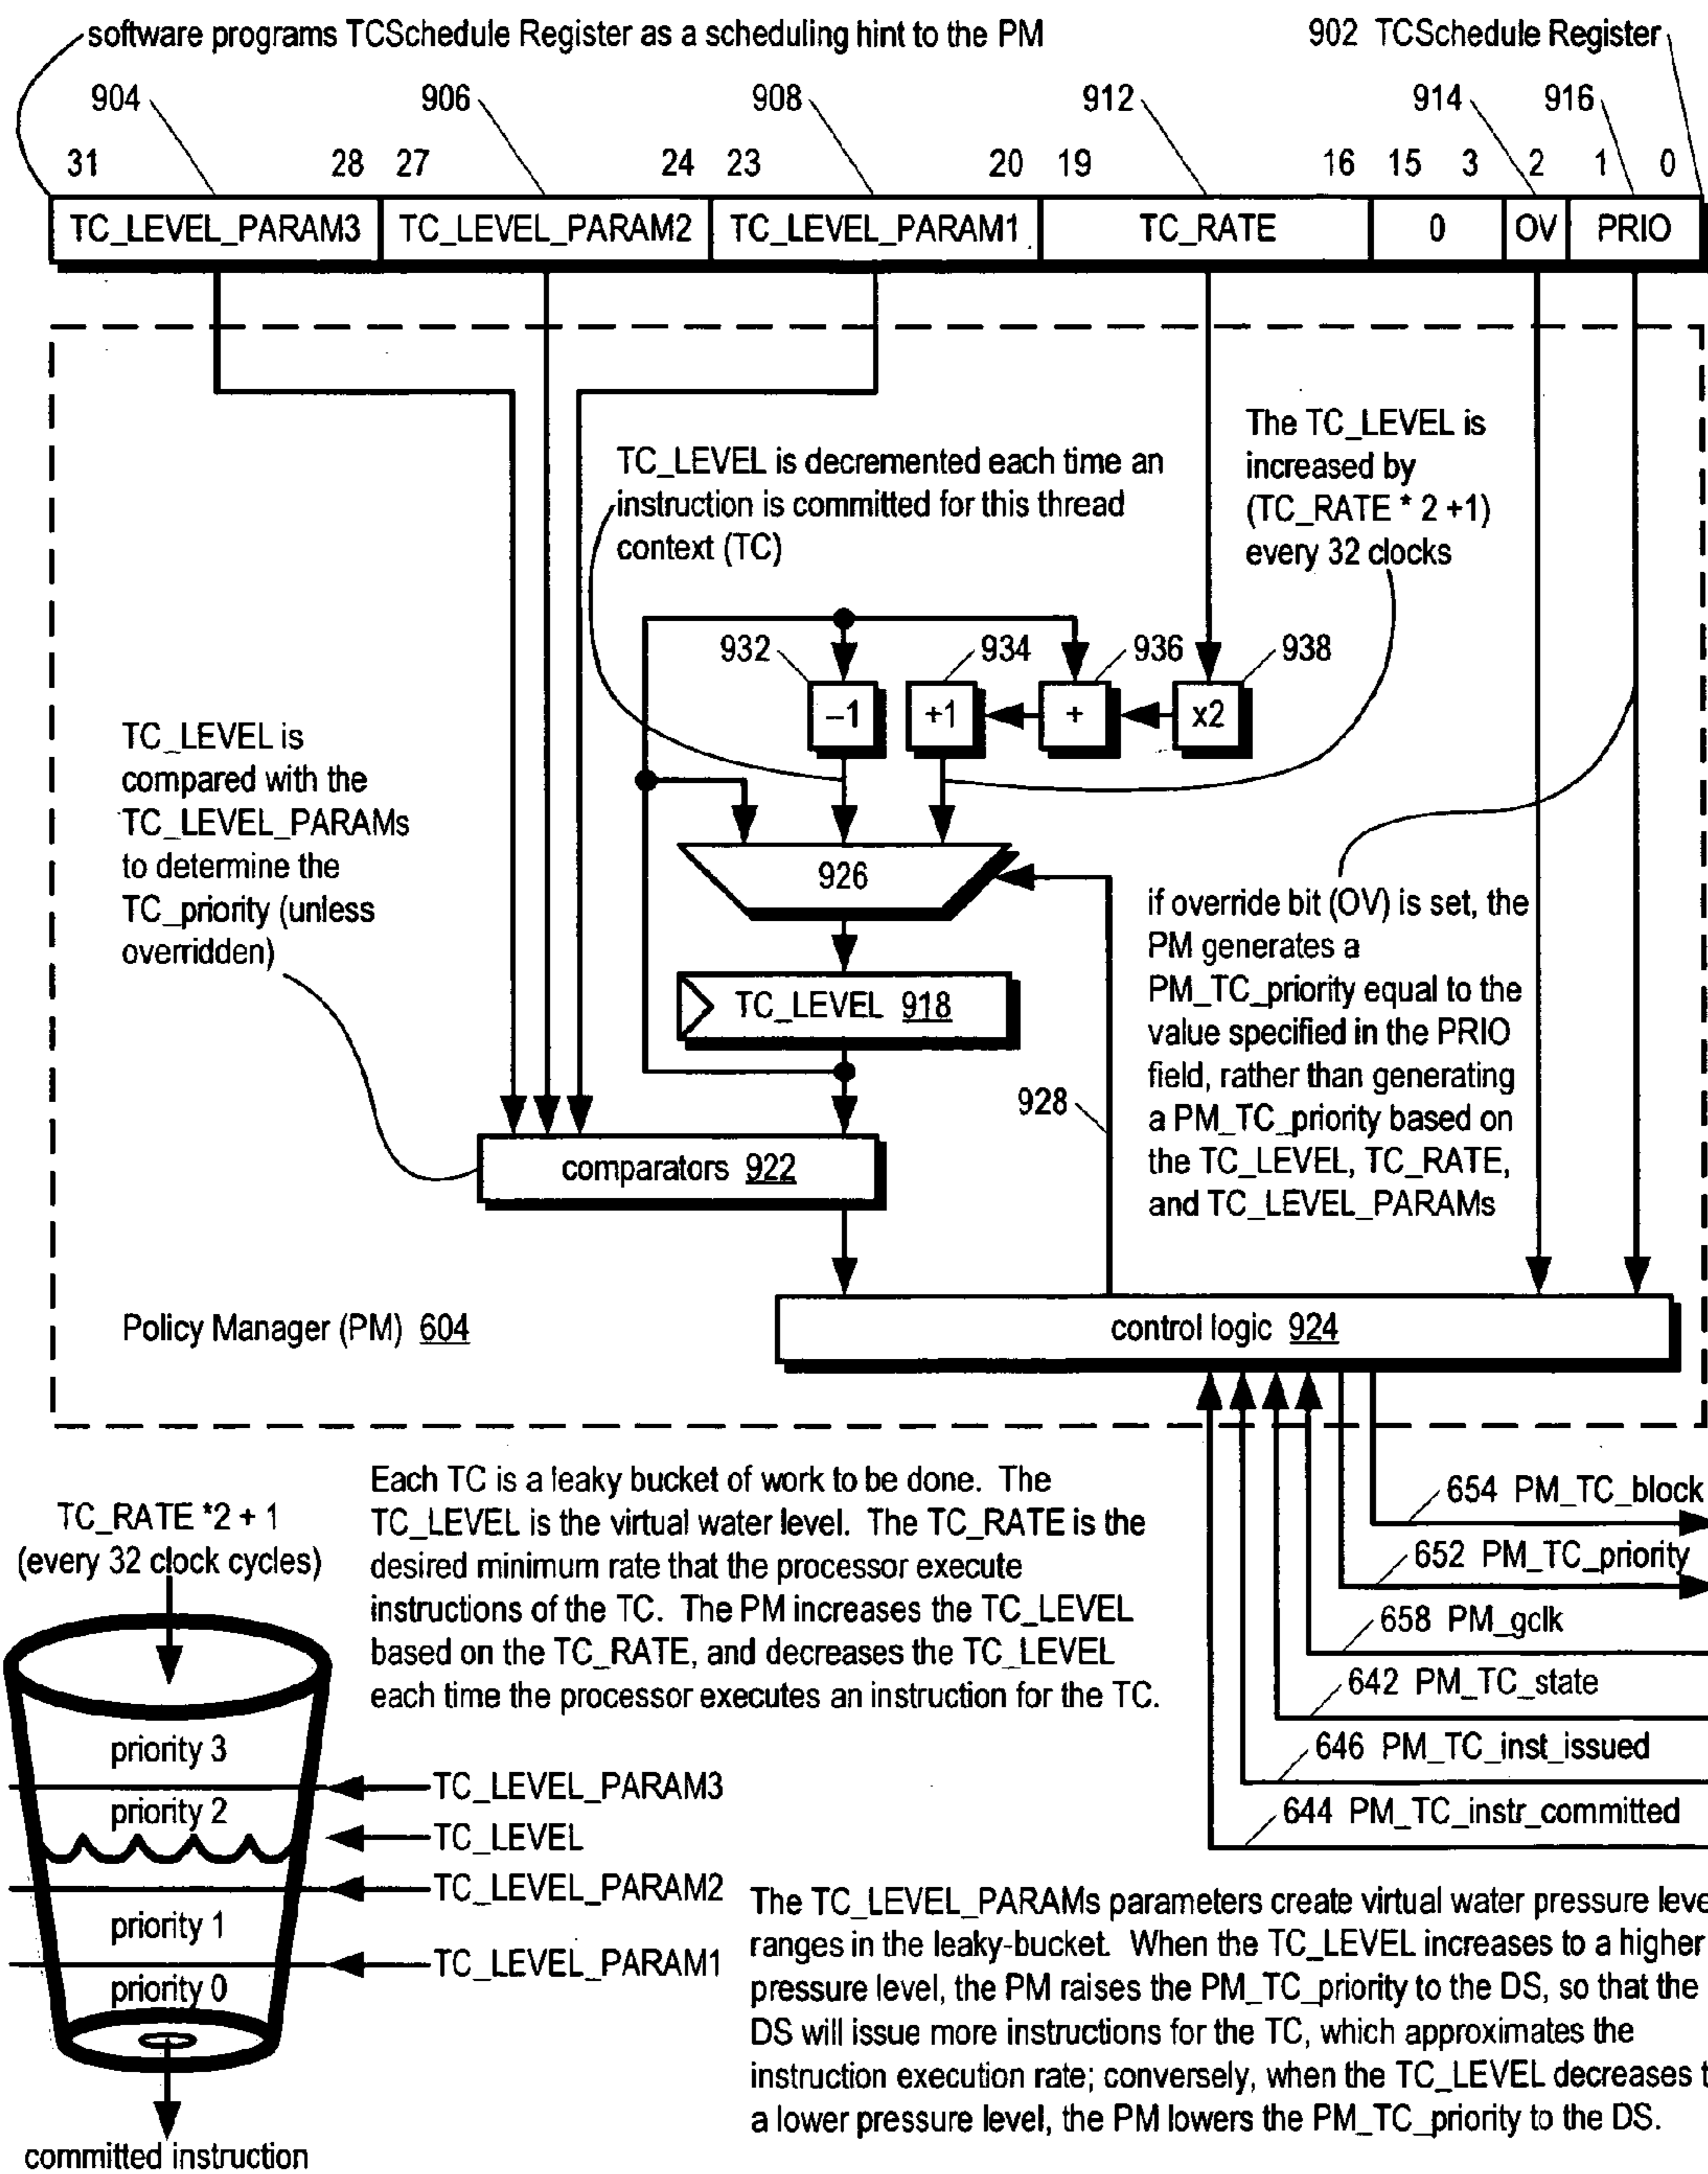 software programs TCSchedule Register as a scheduling hint to the PM
902 TCSchedule Register
904 906 908 912 914 916
31 28 27 24 23 20 19 16 15 3 2 1 0
TC_LEVEL_PARAM3 TC_LEVEL_PARAM2 TC_LEVEL_PARAM1 TC_RATE 0 OV PRIO
The TC_LEVEL is
increased by
(TC_RATE * 2 +1)
every 32 clocks
TC_LEVEL is decremented each time an
instruction is committed for this thread
context (TC)
932 934 936 938
–1 +1 + x2
TC_LEVEL is
compared with the
TC_LEVEL_PARAMs
to determine the
TC_priority (unless
overridden)
926
TC_LEVEL 918
928
if override bit (OV) is set, the
PM generates a
PM_TC_priority equal to the
value specified in the PRIO
field, rather than generating
a PM_TC_priority based on
the TC_LEVEL, TC_RATE,
and TC_LEVEL_PARAMs
comparators 922
Policy Manager (PM) 604
control logic 924
654 PM_TC_block
652 PM_TC_priority
658 PM_gclk
642 PM_TC_state
646 PM_TC_inst_issued
644 PM_TC_instr_committed
Each TC is a leaky bucket of work to be done. The
TC_LEVEL is the virtual water level. The TC_RATE is the
desired minimum rate that the processor execute
instructions of the TC. The PM increases the TC_LEVEL
based on the TC_RATE, and decreases the TC_LEVEL
each time the processor executes an instruction for the TC.
TC_RATE *2 + 1
(every 32 clock cycles)
priority 3
TC_LEVEL_PARAM3
priority 2
TC_LEVEL
TC_LEVEL_PARAM2
priority 1
TC_LEVEL_PARAM1
priority 0
committed instruction
The TC_LEVEL_PARAMs parameters create virtual water pressure leve
ranges in the leaky-bucket. When the TC_LEVEL increases to a higher
pressure level, the PM raises the PM_TC_priority to the DS, so that the
DS will issue more instructions for the TC, which approximates the
instruction execution rate; conversely, when the TC_LEVEL decreases t
a lower pressure level, the PM lowers the PM_TC_priority to the DS.